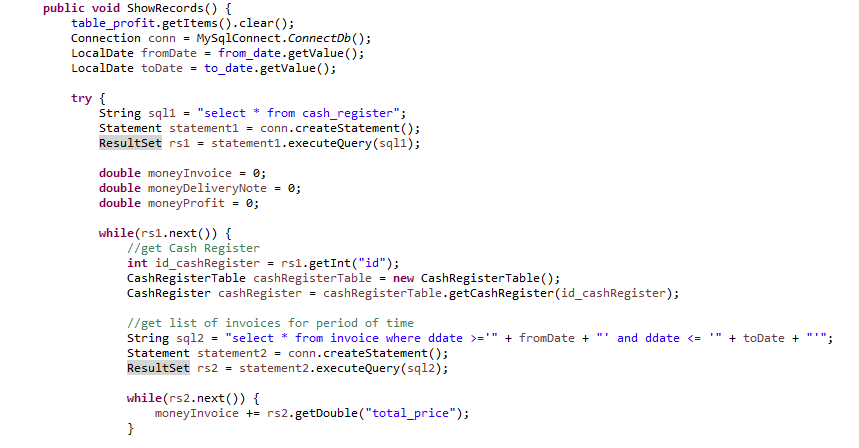 public void ShowRecords() {
table_profit.getItems().clear();
Connection conn = MySqlConnect.ConnectDb();
LocalDate fromDate = from_date.getValue();
LocalDate toDate = to_date.getValue();
try {
String sql1 = "select * from cash_register";
Statement statement1 = conn.createStatement();
ResultSet rs1 = statement1.executeQuery(sql1);
double moneyInvoice = 0;
double moneyDeliveryNote = 0;
double moneyProfit = 0;
while(rs1.next()) {
//get Cash Register
int id_cashRegister = rs1.getInt("id");
CashRegisterTable cashRegisterTable = new CashRegisterTable();
CashRegister cashRegister = cashRegisterTable.getCashRegister(id_cashRegister);
//get list of invoices for period of time
String sql2 = "select * from invoice where ddate >='" + fromDate + "' and ddate <= '" + toDate + "'";
Statement statement2 = conn.createStatement();
ResultSet rs2 = statement2.executeQuery(sql2);
while(rs2.next()) {
moneyInvoice += rs2.getDouble("total_price");
}